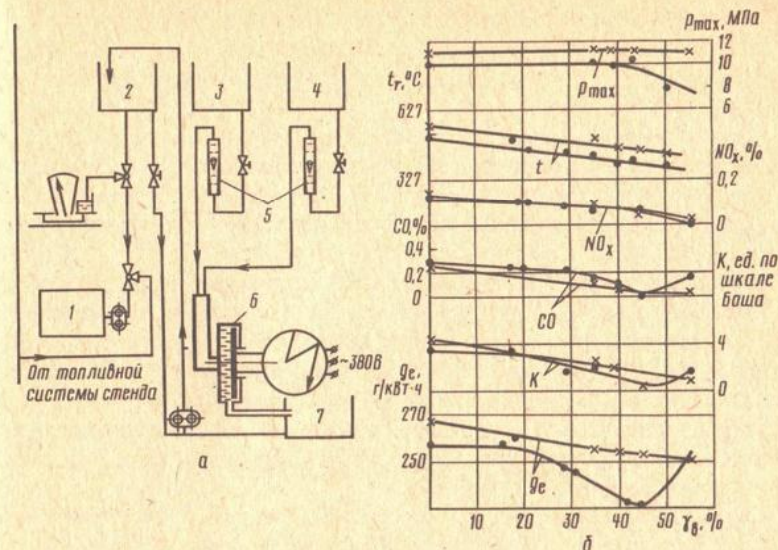 2
3
4
5
1
6
~380В
От топливной
системы стенда
7
а
Pmax, МПа
12
10
8
6
tг, °C
627
Pmax
t
NOx, %
327
0,2
CO, %
NOx
0
0,4
0,2
0
CO
K, ед. по
шкале
Боша
ge,
г/кВт·ч
K
4
0
270
250
ge
0
10
20
30
40
50
γв, %
б